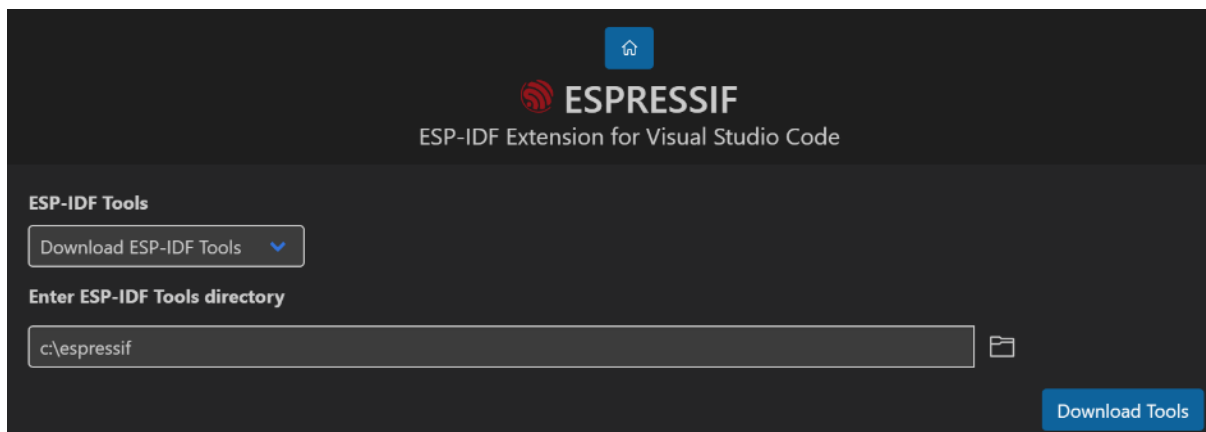 ESPRESSIF
ESP-IDF Extension for Visual Studio Code
ESP-IDF Tools
Download ESP-IDF Tools
Enter ESP-IDF Tools directory
c:\espressif
Download Tools